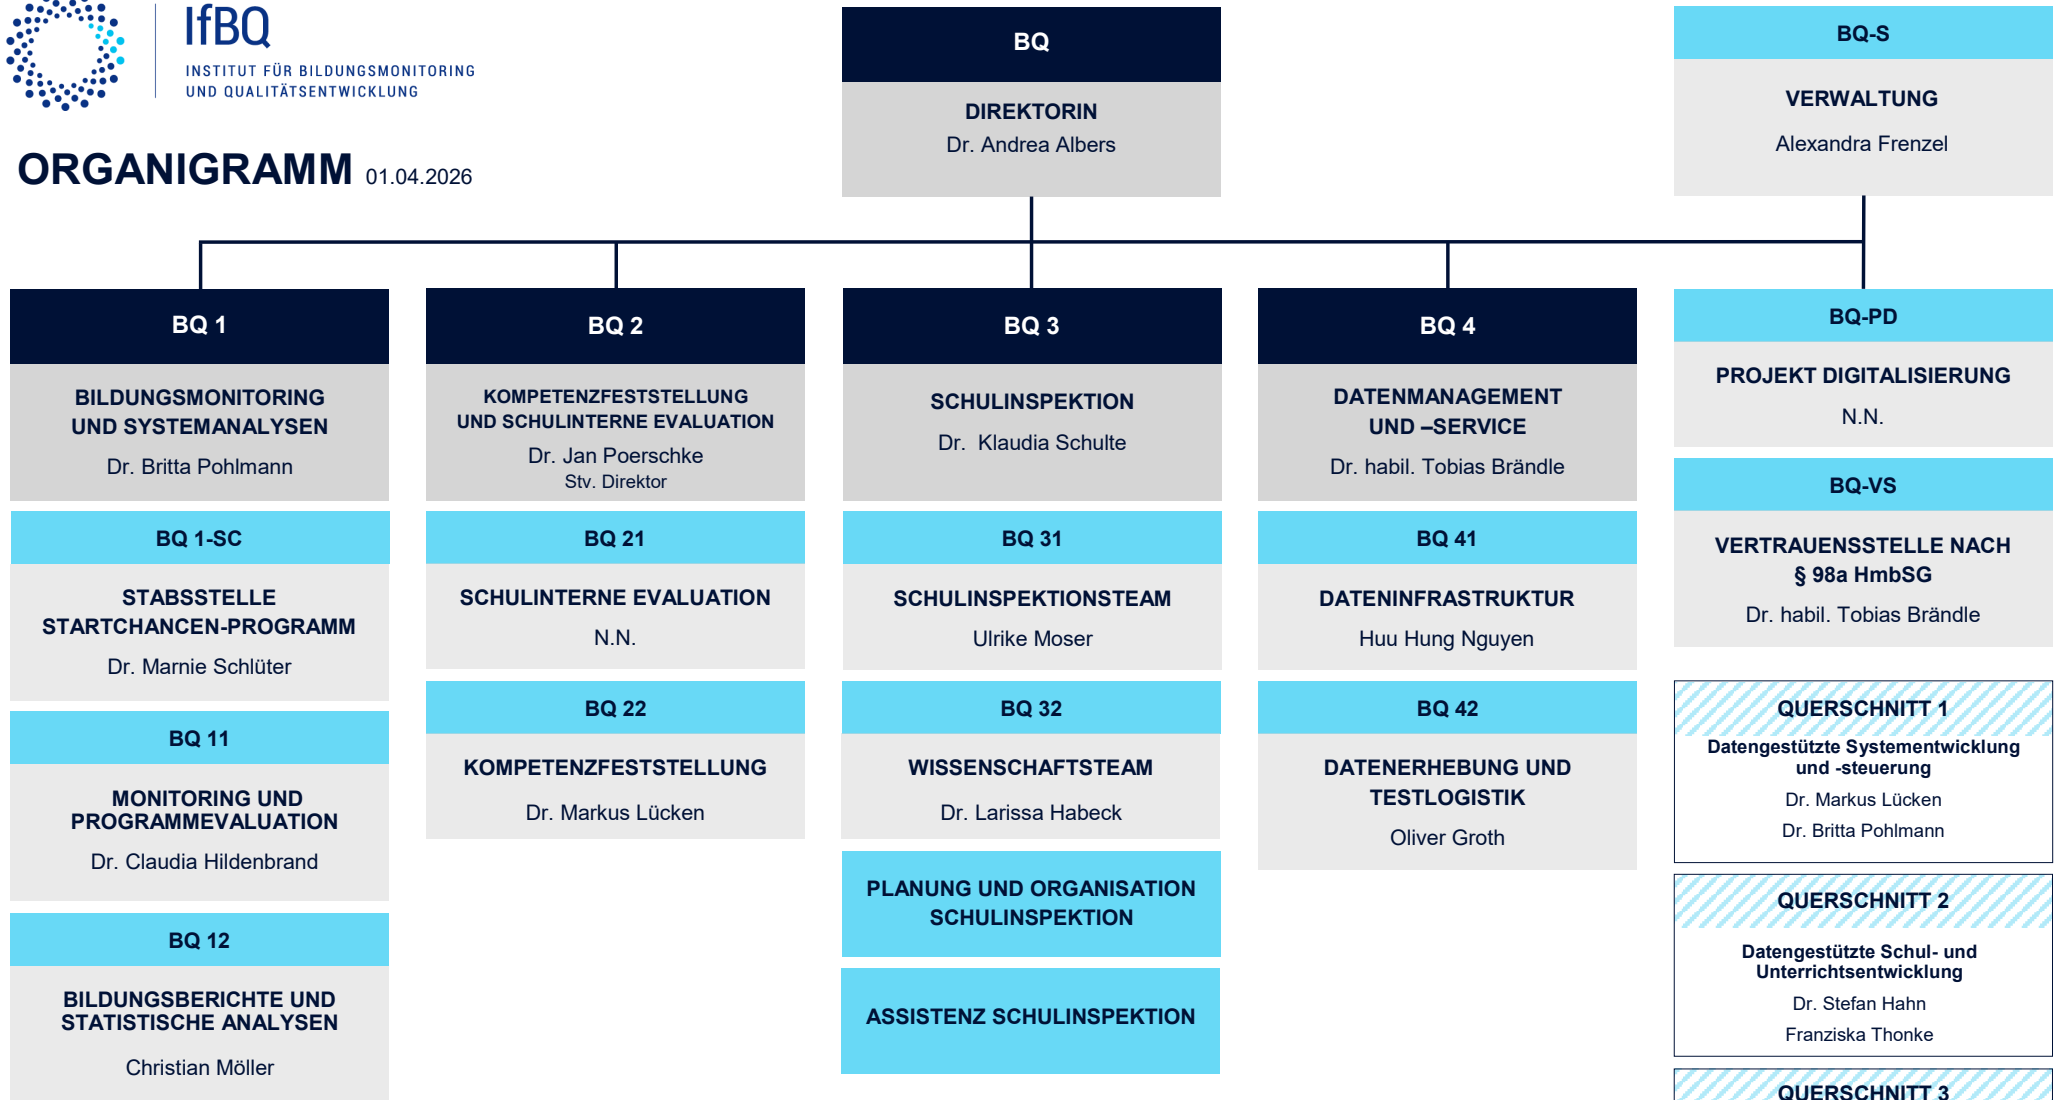 IfBQ
INSTITUT FÜR BILDUNGSMONITORING
UND QUALITÄTSENTWICKLUNG
ORGANIGRAMM 01.04.2026
BQ
DIREKTORIN
Dr. Andrea Albers
BQ-S
VERWALTUNG
Alexandra Frenzel
BQ 1
BILDUNGSMONITORING
UND SYSTEMANALYSEN
Dr. Britta Pohlmann
BQ 1-SC
STABSSTELLE
STARTCHANCEN-PROGRAMM
Dr. Marnie Schlüter
BQ 11
MONITORING UND
PROGRAMMEVALUATION
Dr. Claudia Hildenbrand
BQ 12
BILDUNGSBERICHTE UND
STATISTISCHE ANALYSEN
Christian Möller
BQ 2
KOMPETENZFESTSTELLUNG
UND SCHULINTERNE EVALUATION
Dr. Jan Poerschke
Stv. Direktor
BQ 21
SCHULINTERNE EVALUATION
N.N.
BQ 22
KOMPETENZFESTSTELLUNG
Dr. Markus Lücken
BQ 3
SCHULINSPEKTION
Dr. Klaudia Schulte
BQ 31
SCHULINSPEKTIONSTEAM
Ulrike Moser
BQ 32
WISSENSCHAFTSTEAM
Dr. Larissa Habeck
PLANUNG UND ORGANISATION
SCHULINSPEKTION
ASSISTENZ SCHULINSPEKTION
BQ 4
DATENMANAGEMENT
UND –SERVICE
Dr. habil. Tobias Brändle
BQ 41
DATENINFRASTRUKTUR
Huu Hung Nguyen
BQ 42
DATENERHEBUNG UND
TESTLOGISTIK
Oliver Groth
BQ-PD
PROJEKT DIGITALISIERUNG
N.N.
BQ-VS
VERTRAUENSSTELLE NACH
§ 98a HmbSG
Dr. habil. Tobias Brändle
QUERSCHNITT 1
Datengestützte Systementwicklung
und -steuerung
Dr. Markus Lücken
Dr. Britta Pohlmann
QUERSCHNITT 2
Datengestützte Schul- und
Unterrichtsentwicklung
Dr. Stefan Hahn
Franziska Thonke
QUERSCHNITT 3